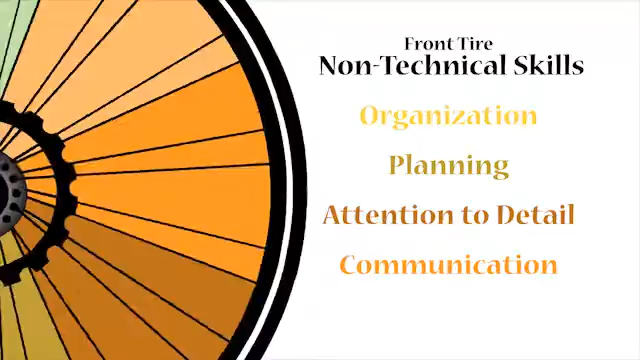 Front Tire
Non-Technical Skills
Organization
Planning
Attention to Detail
Communication